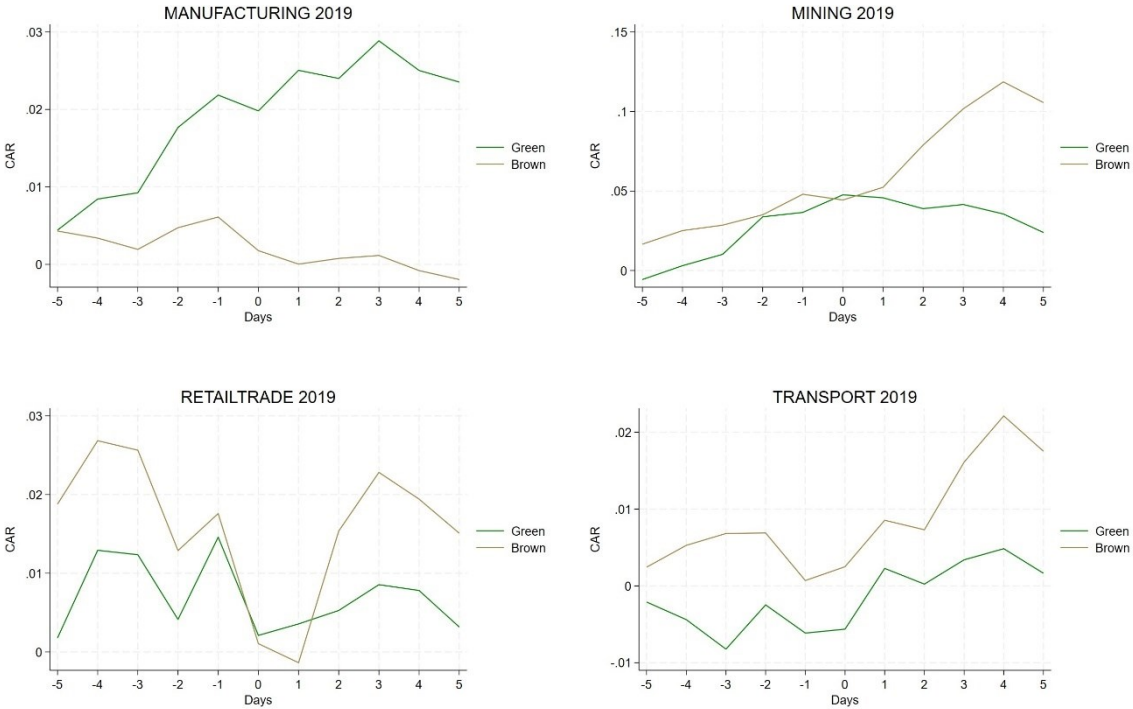 MANUFACTURING 2019
.03
.02
.01
0
CAR
-5 -4 -3 -2 -1 0 1 2 3 4 5
Days
Green
Brown
MINING 2019
.15
.1
.05
0
CAR
-5 -4 -3 -2 -1 0 1 2 3 4 5
Days
Green
Brown
RETAILTRADE 2019
.03
.02
.01
0
CAR
-5 -4 -3 -2 -1 0 1 2 3 4 5
Days
Green
Brown
TRANSPORT 2019
.02
.01
0
-.01
CAR
-5 -4 -3 -2 -1 0 1 2 3 4 5
Days
Green
Brown